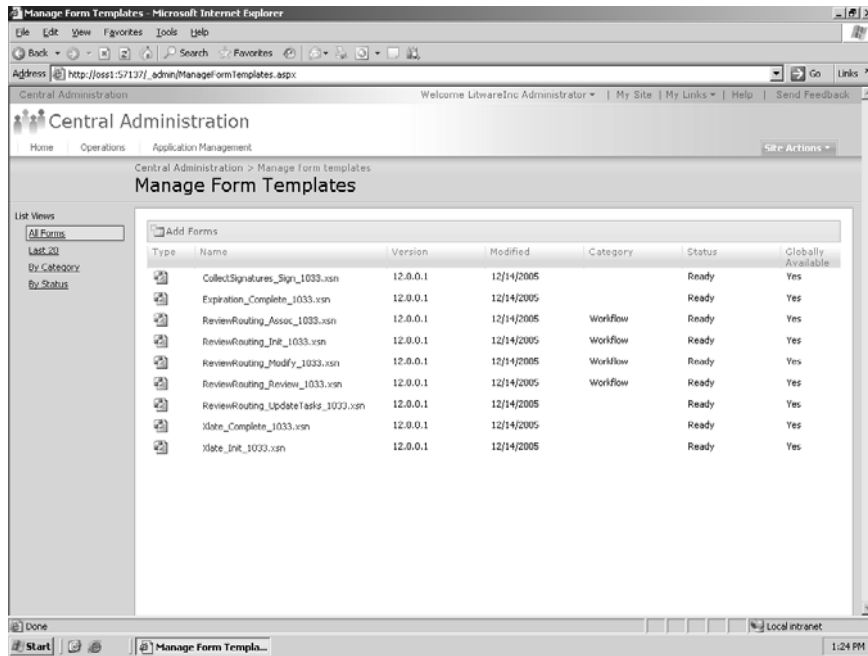 Manage Form Templates - Microsoft Internet Explorer
File Edit View Favorites Tools Help
Back Search Favorites
Address http://oss1:57137/_admin/ManageFormTemplates.aspx Go Links
Central Administration Welcome LitwareInc Administrator | My Site | My Links | Help | Send Feedback
Central Administration
Home Operations Application Management Site Actions
Central Administration > Manage form templates
Manage Form Templates
List Views
All Forms
Last 20
By Category
By Status
Add Forms
Type Name Version Modified Category Status Globally Available
CollectSignatures_Sign_1033.xsn 12.0.0.1 12/14/2005 Ready Yes
Expiration_Complete_1033.xsn 12.0.0.1 12/14/2005 Ready Yes
ReviewRouting_Assoc_1033.xsn 12.0.0.1 12/14/2005 Workflow Ready Yes
ReviewRouting_Init_1033.xsn 12.0.0.1 12/14/2005 Workflow Ready Yes
ReviewRouting_Modify_1033.xsn 12.0.0.1 12/14/2005 Workflow Ready Yes
ReviewRouting_Review_1033.xsn 12.0.0.1 12/14/2005 Workflow Ready Yes
ReviewRouting_UpdateTasks_1033.xsn 12.0.0.1 12/14/2005 Ready Yes
Xlate_Complete_1033.xsn 12.0.0.1 12/14/2005 Ready Yes
Xlate_Init_1033.xsn 12.0.0.1 12/14/2005 Ready Yes
Done Local intranet
Start Manage Form Templa... 1:24 PM